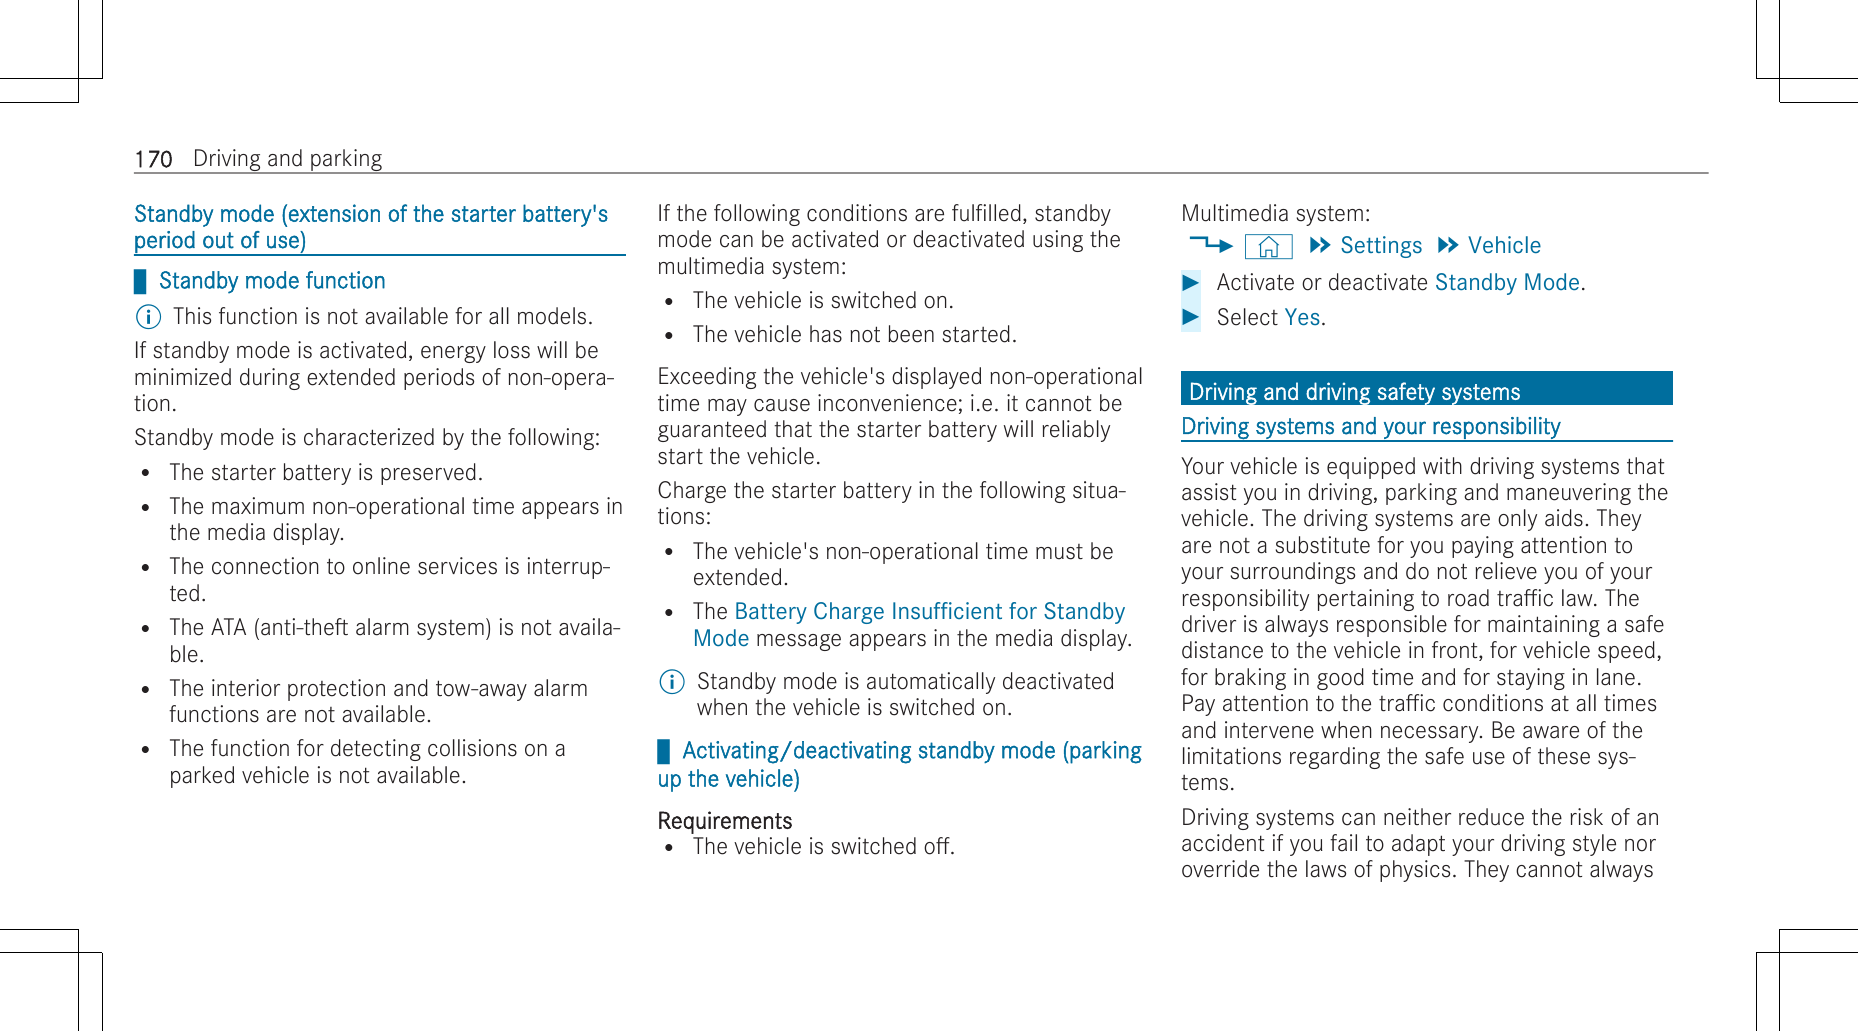 170 Driving and parking
Standby mode (extension of the starter battery's
period out of use)
Standby mode function
This function is not available for all models.
If standby mode is activated, energy loss will be
minimized during extended periods of non-opera-
tion.
Standby mode is characterized by the following:
• The starter battery is preserved.
• The maximum non-operational time appears in
the media display.
• The connection to online services is interrup-
ted.
• The ATA (anti-theft alarm system) is not availa-
ble.
• The interior protection and tow-away alarm
functions are not available.
• The function for detecting collisions on a
parked vehicle is not available.
If the following conditions are fulfilled, standby
mode can be activated or deactivated using the
multimedia system:
• The vehicle is switched on.
• The vehicle has not been started.
Exceeding the vehicle's displayed non-operational
time may cause inconvenience; i.e. it cannot be
guaranteed that the starter battery will reliably
start the vehicle.
Charge the starter battery in the following situa-
tions:
• The vehicle's non-operational time must be
extended.
• The Battery Charge Insufficient for Standby
Mode message appears in the media display.
Standby mode is automatically deactivated
when the vehicle is switched on.
Activating/deactivating standby mode (parking
up the vehicle)
Requirements
• The vehicle is switched off.
Multimedia system:
Settings Vehicle
Activate or deactivate Standby Mode.
Select Yes.
Driving and driving safety systems
Driving systems and your responsibility
Your vehicle is equipped with driving systems that
assist you in driving, parking and maneuvering the
vehicle. The driving systems are only aids. They
are not a substitute for you paying attention to
your surroundings and do not relieve you of your
responsibility pertaining to road traffic law. The
driver is always responsible for maintaining a safe
distance to the vehicle in front, for vehicle speed,
for braking in good time and for staying in lane.
Pay attention to the traffic conditions at all times
and intervene when necessary. Be aware of the
limitations regarding the safe use of these sys-
tems.
Driving systems can neither reduce the risk of an
accident if you fail to adapt your driving style nor
override the laws of physics. They cannot always